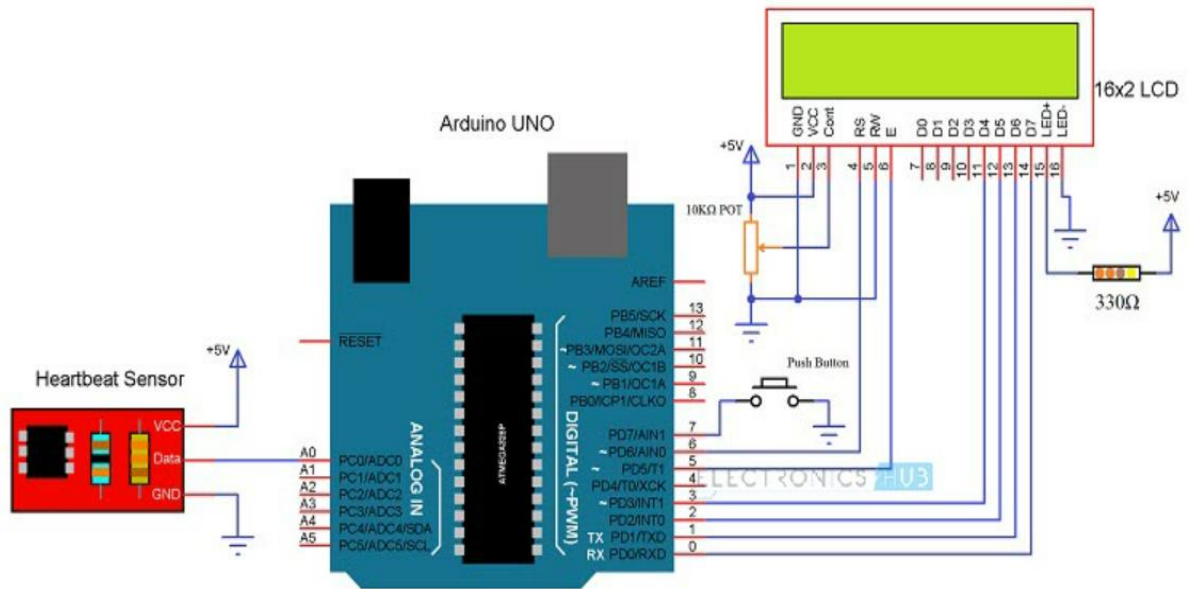 16x2 LCD
GND
VCC
Cont
RS
RW
E
D0
D1
D2
D3
D4
D5
D6
D7
LED+
LED-
1
2
3
4
5
6
7
8
9
10
11
12
13
14
15
16
+5V
10KΩ POT
+5V
330Ω
Arduino UNO
AREF
PB5/SCK 13
PB4/MISO 12
~PB3/MOSI/OC2A 11
~ PB2/SS/OC1B 10
~ PB1/OC1A 9
PB0/ICP1/CLKO 8
PD7/AIN1 7
~ PD6/AIN0 6
~ PD5/T1 5
PD4/T0/XCK 4
~ PD3/INT1 3
PD2/INT0 2
TX PD1/TXD 1
RX PD0/RXD 0
DIGITAL (~PWM)
ATMEGA328P
ANALOG IN
RESET
A0 PC0/ADC0
A1 PC1/ADC1
A2 PC2/ADC2
A3 PC3/ADC3
A4 PC4/ADC4/SDA
A5 PC5/ADC5/SCL
Push Button
ELECTRONICS HUB
+5V
Heartbeat Sensor
VCC
Data
GND